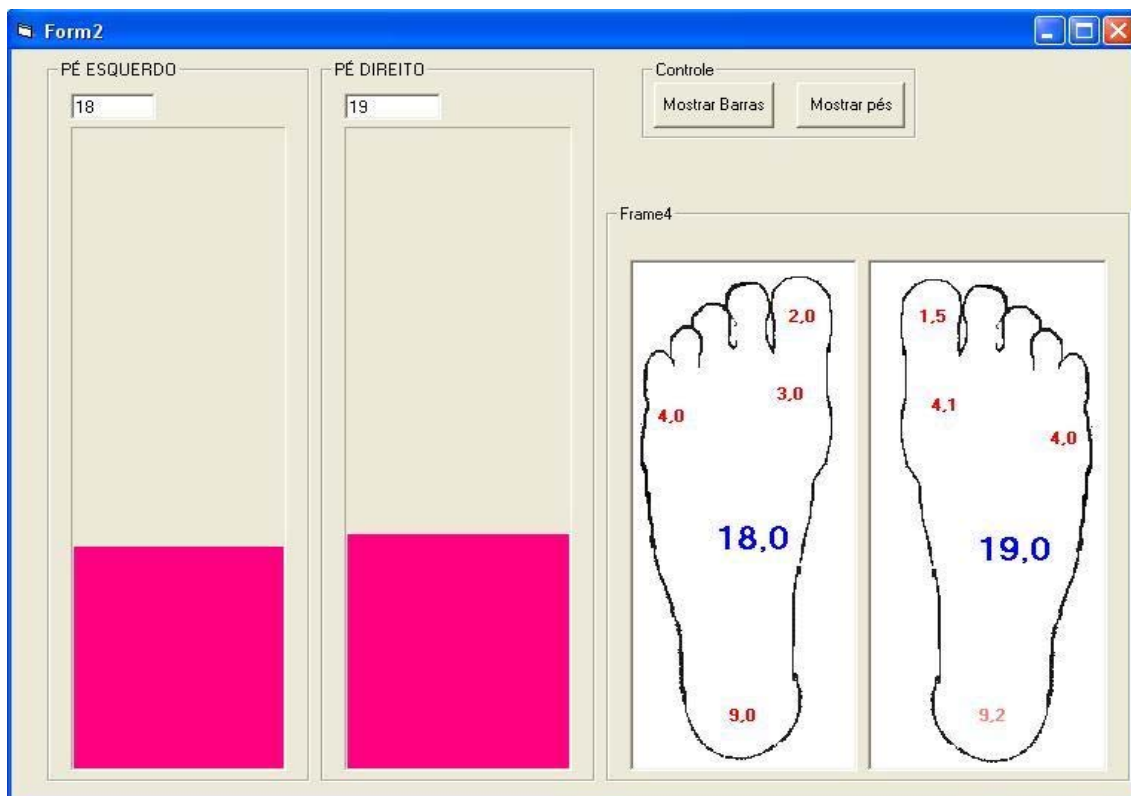 Form2
PÉ ESQUERDO
18
PÉ DIREITO
19
Controle
Mostrar Barras
Mostrar pés
Frame4
2,0
3,0
4,0
18,0
9,0
1,5
4,1
4,0
19,0
9,2